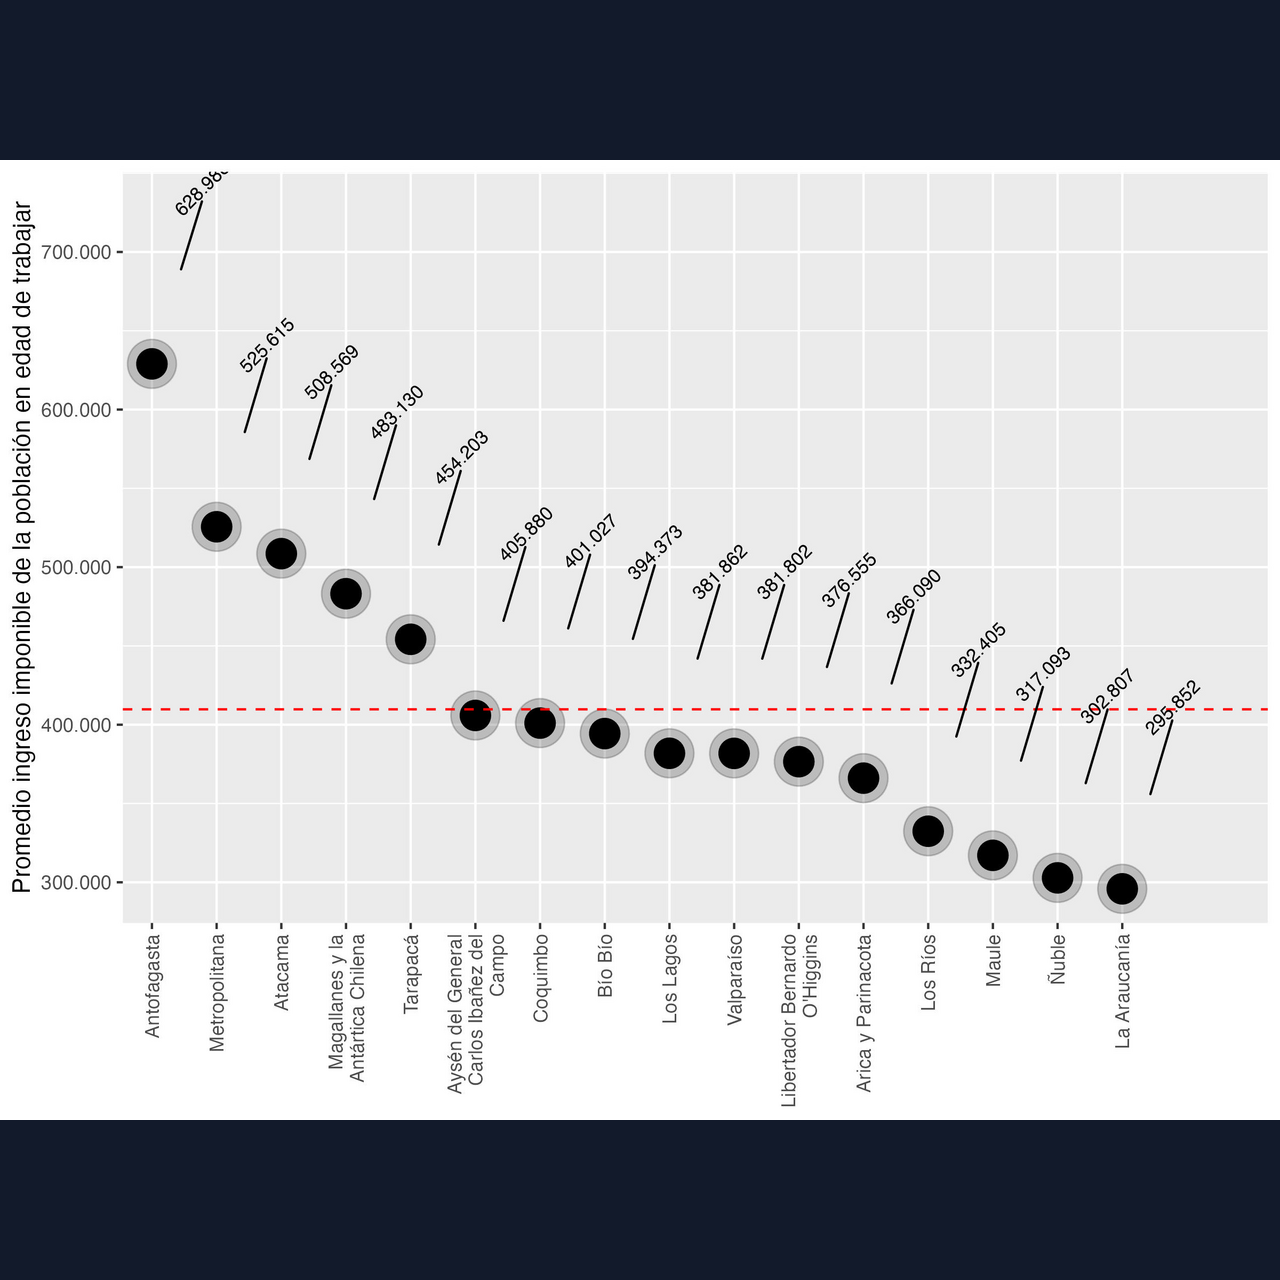 Promedio ingreso imponible de la población en edad de trabajar
700.000
600.000
500.000
400.000
300.000
525.615
508.569
483.130
454.203
405.880
401.027
394.373
381.862
381.802
376.555
366.090
332.405
317.093
302.807
295.852
Antofagasta
Metropolitana
Atacama
Magallanes y la
Antártica Chilena
Tarapacá
Aysén del General
Carlos Ibañez del
Campo
Coquimbo
Bío Bío
Los Lagos
Valparaíso
Libertador Bernardo
O'Higgins
Arica y Parinacota
Los Ríos
Maule
Ñuble
La Araucanía